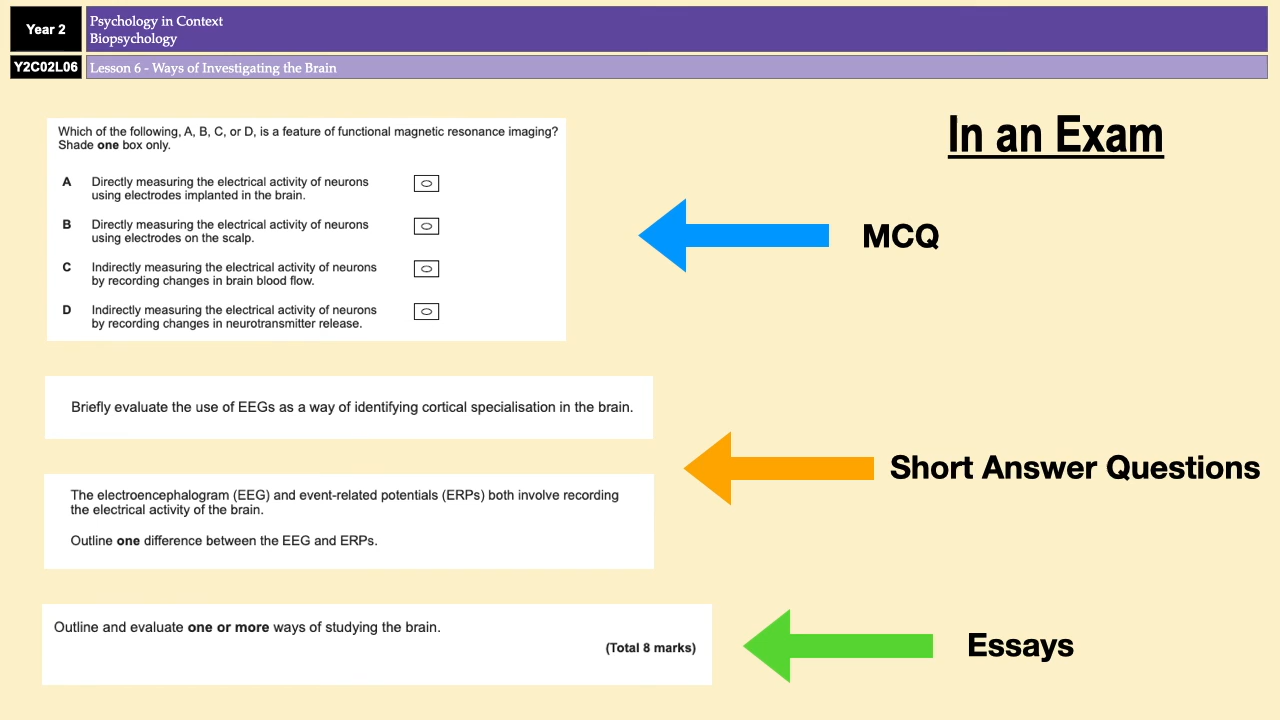 Year 2
Psychology in Context
Biopsychology
Y2C02L06
Lesson 6 - Ways of Investigating the Brain
In an Exam
Which of the following, A, B, C, or D, is a feature of functional magnetic resonance imaging?
Shade one box only.
A Directly measuring the electrical activity of neurons
using electrodes implanted in the brain.
B Directly measuring the electrical activity of neurons
using electrodes on the scalp.
C Indirectly measuring the electrical activity of neurons
by recording changes in brain blood flow.
D Indirectly measuring the electrical activity of neurons
by recording changes in neurotransmitter release.
MCQ
Briefly evaluate the use of EEGs as a way of identifying cortical specialisation in the brain.
Short Answer Questions
The electroencephalogram (EEG) and event-related potentials (ERPs) both involve recording
the electrical activity of the brain.
Outline one difference between the EEG and ERPs.
Outline and evaluate one or more ways of studying the brain.
(Total 8 marks)
Essays